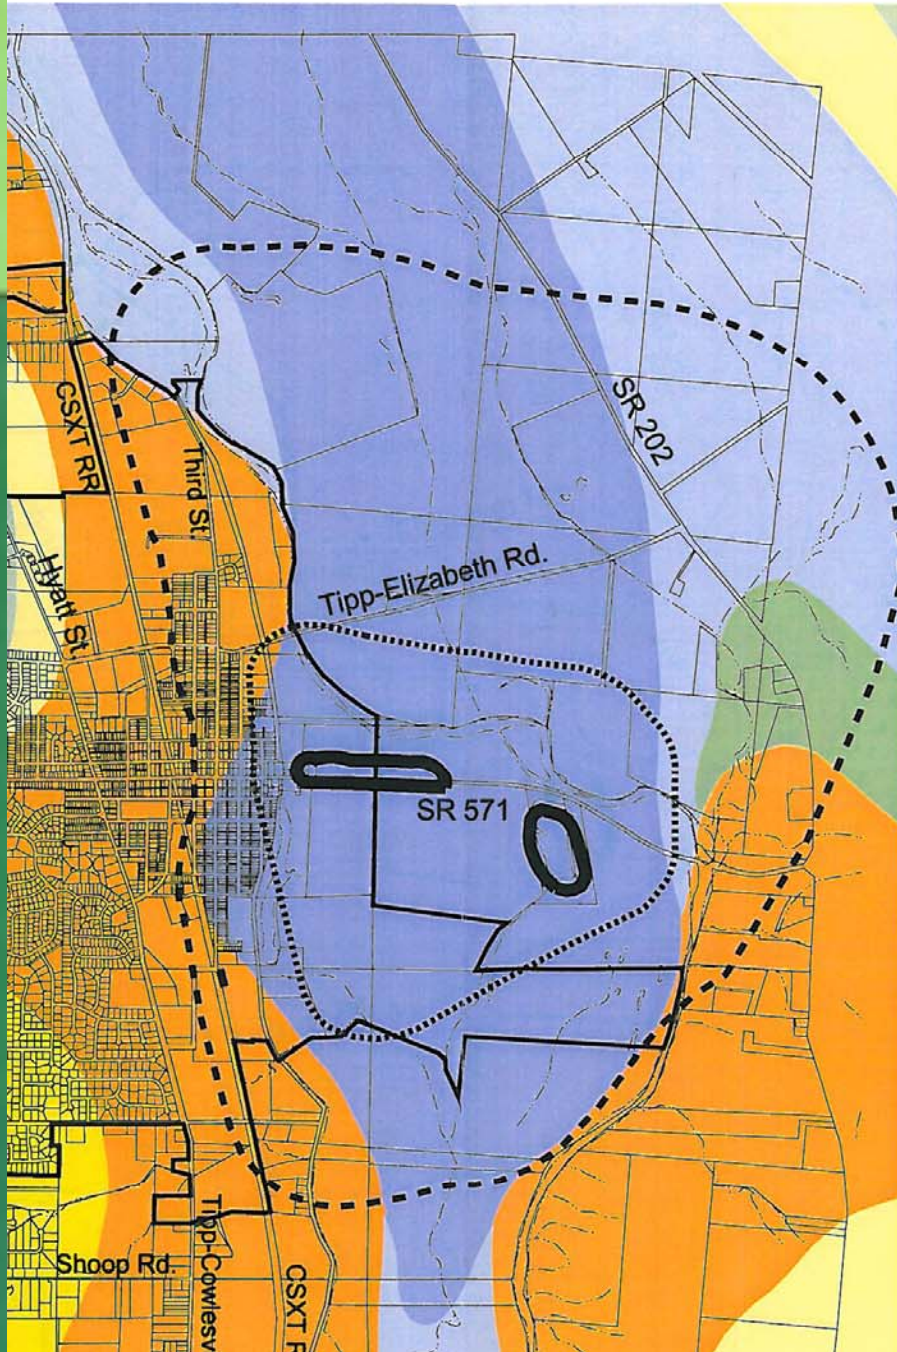 SR 202
CSXT RR
Third St.
Hyatt St.
Tipp-Elizabeth Rd.
SR 571
Shoop Rd.
Tipp-Cowlesv
CSXT R